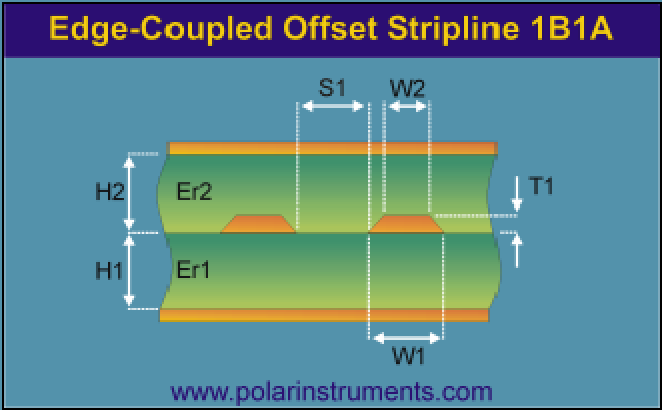 Edge-Coupled Offset Stripline 1B1A
S1 W2
H2 Er2 T1
H1 Er1
W1
www.polarinstruments.com